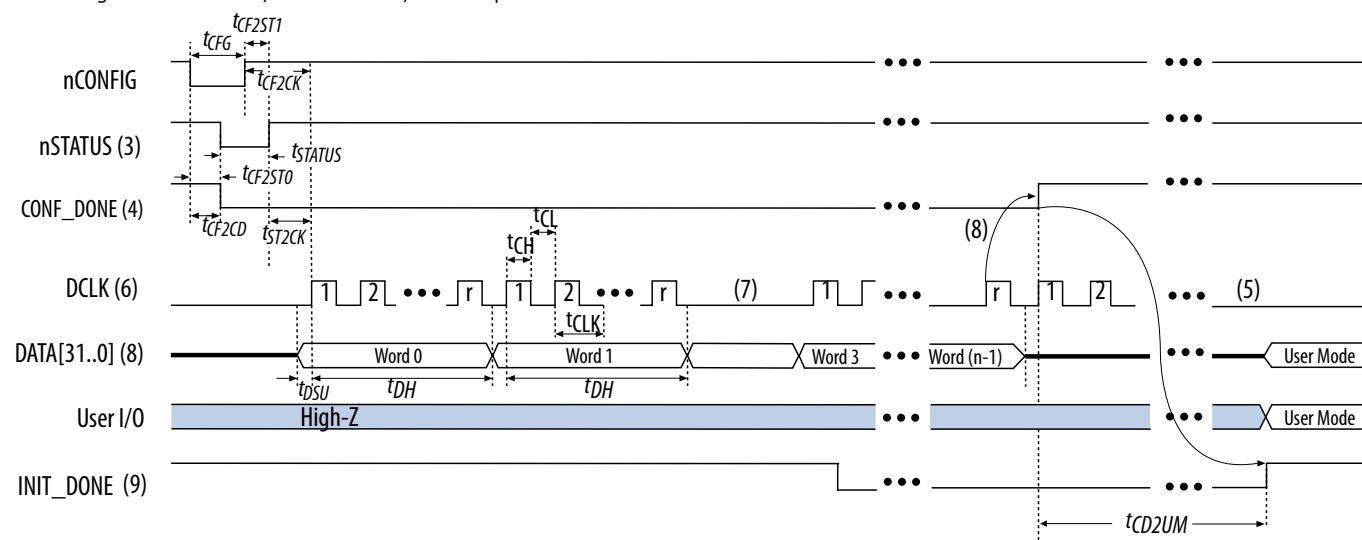 tCF2ST1
tCFG
nCONFIG
tCF2CK
nSTATUS (3)
tSTATUS
tCF2ST0
CONF_DONE (4)
tCF2CD
tST2CK
tCL
tCH
(8)
DCLK (6)
1 2 r 1 2 r (7) 1 r 1 2 (5)
tCLK
DATA[31..0] (8)
Word 0 Word 1 Word 3 Word (n-1) User Mode
tDSU tDH tDH
User I/O High-Z User Mode
INIT_DONE (9)
tCD2UM